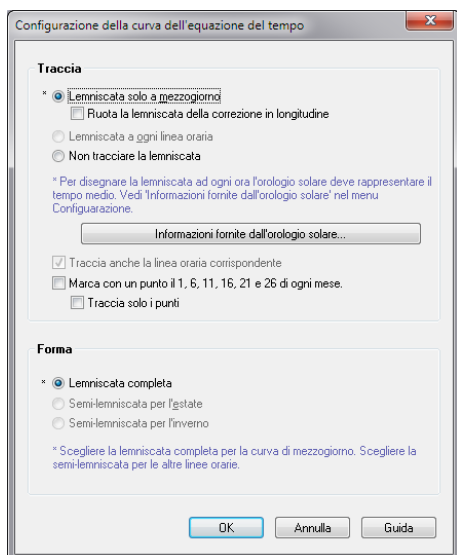 Configurazione della curva dell'equazione del tempo
Traccia
* Lemniscata solo a mezzogiorno
Ruota la lemniscata della correzione in longitudine
Lemniscata a ogni linea oraria
Non tracciare la lemniscata
* Per disegnare la lemniscata ad ogni ora l'orologio solare deve rappresentare il
tempo medio. Vedi 'Informazioni fornite dall'orologio solare' nel menu
Configuarazione.
Informazioni fornite dall'orologio solare...
Traccia anche la linea oraria corrispondente
Marca con un punto il 1, 6, 11, 16, 21 e 26 di ogni mese.
Traccia solo i punti
Forma
* Lemniscata completa
Semi-lemniscata per l'estate
Semi-lemniscata per l'inverno
* Scegliere la lemniscata completa per la curva di mezzogiorno. Scegliere la
semi-lemniscata per le altre linee orarie.
OK Annulla Guida